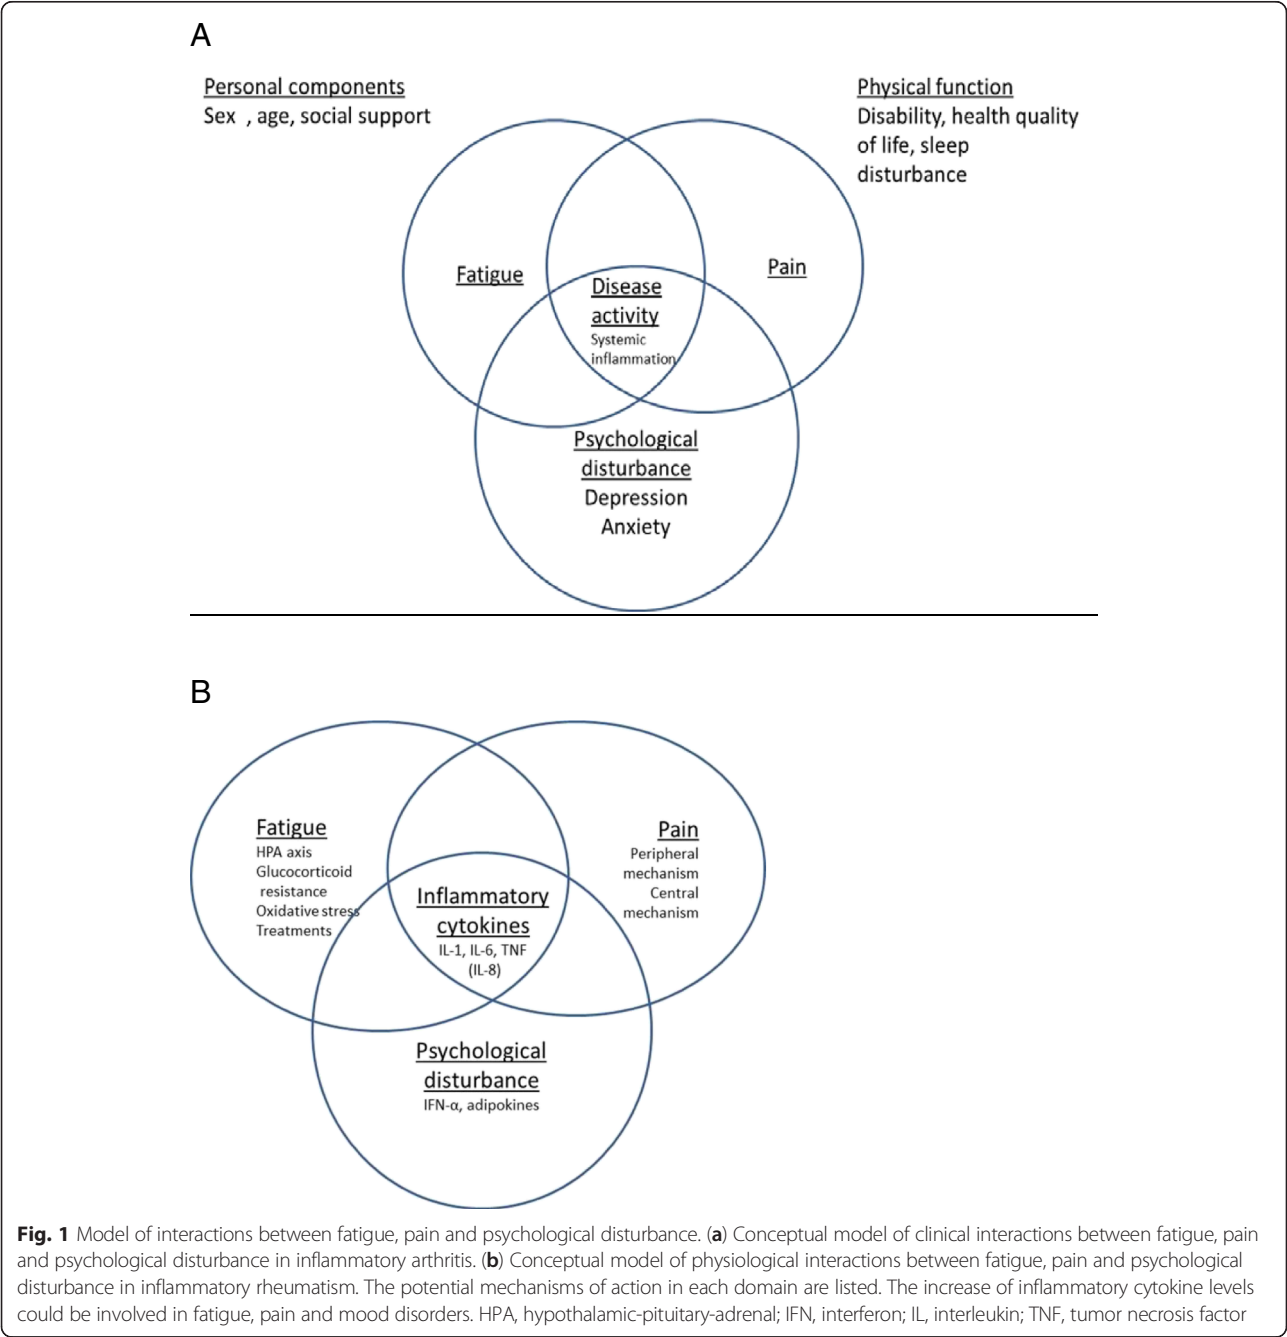 A
Personal components
Sex , age, social support
Physical function
Disability, health quality
of life, sleep
disturbance
Fatigue
Pain
Disease
activity
Systemic
inflammation
Psychological
disturbance
Depression
Anxiety
B
Fatigue
HPA axis
Glucocorticoid
resistance
Oxidative stress
Treatments
Pain
Peripheral
mechanism
Central
mechanism
Inflammatory
cytokines
IL-1, IL-6, TNF
(IL-8)
Psychological
disturbance
IFN-α, adipokines
Fig. 1 Model of interactions between fatigue, pain and psychological disturbance. (a) Conceptual model of clinical interactions between fatigue, pain
and psychological disturbance in inflammatory arthritis. (b) Conceptual model of physiological interactions between fatigue, pain and psychological
disturbance in inflammatory rheumatism. The potential mechanisms of action in each domain are listed. The increase of inflammatory cytokine levels
could be involved in fatigue, pain and mood disorders. HPA, hypothalamic-pituitary-adrenal; IFN, interferon; IL, interleukin; TNF, tumor necrosis factor